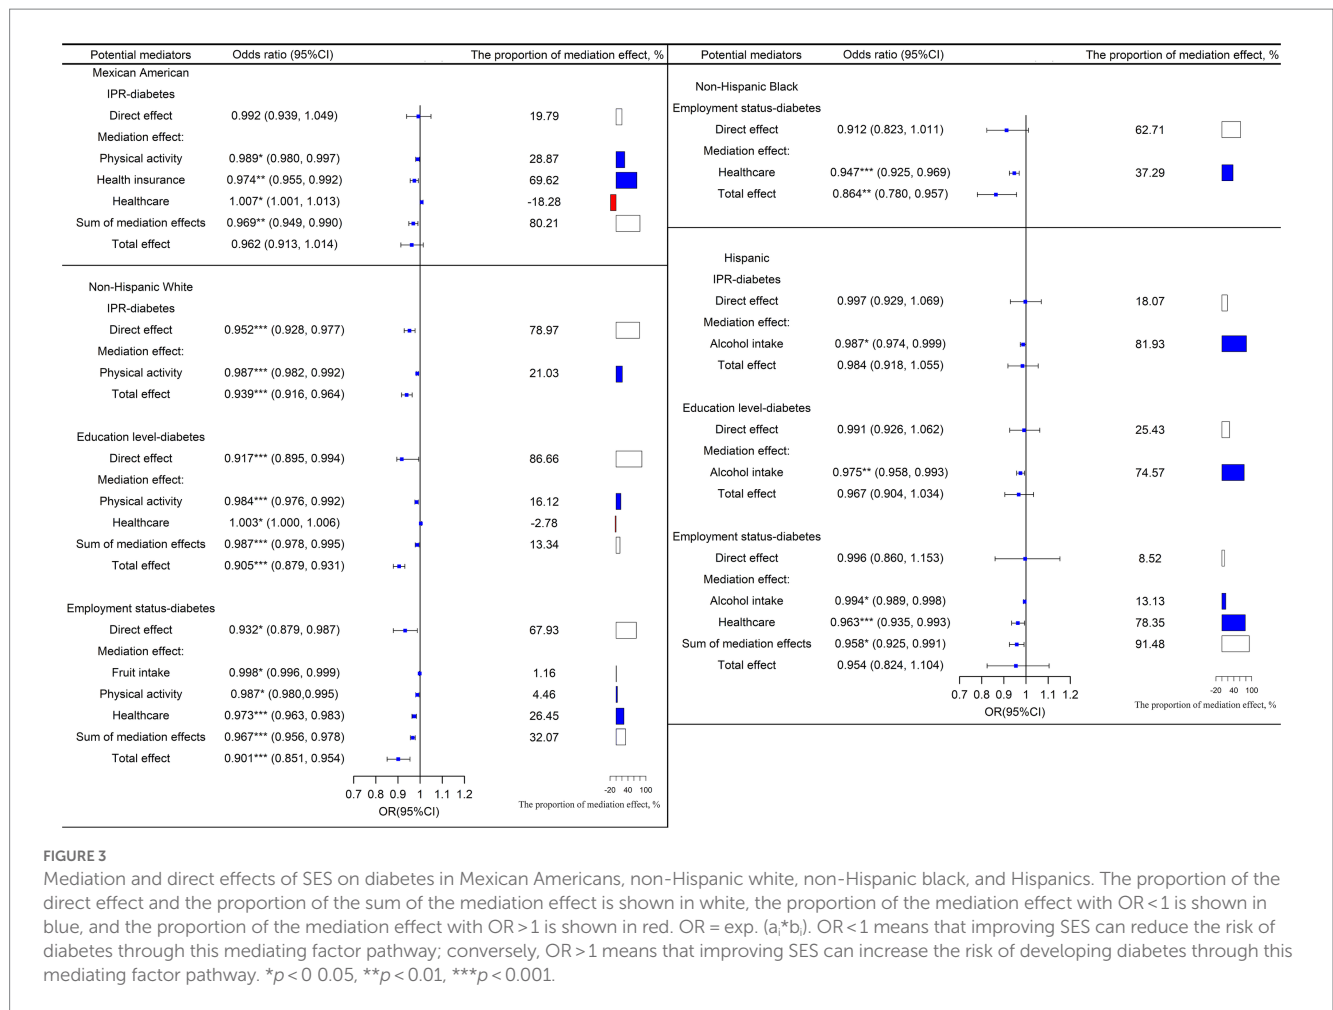 Potential mediators Odds ratio (95%CI) The proportion of mediation effect, %
Mexican American
IPR-diabetes
Direct effect 0.992 (0.939, 1.049) 19.79
Mediation effect:
Physical activity 0.989* (0.980, 0.997) 28.87
Health insurance 0.974** (0.955, 0.992) 69.62
Healthcare 1.007* (1.001, 1.013) -18.28
Sum of mediation effects 0.969** (0.949, 0.990) 80.21
Total effect 0.962 (0.913, 1.014)
Non-Hispanic White
IPR-diabetes
Direct effect 0.952*** (0.928, 0.977) 78.97
Mediation effect:
Physical activity 0.987*** (0.982, 0.992) 21.03
Total effect 0.939*** (0.916, 0.964)
Education level-diabetes
Direct effect 0.917*** (0.895, 0.994) 86.66
Mediation effect:
Physical activity 0.984*** (0.976, 0.992) 16.12
Healthcare 1.003* (1.000, 1.006) -2.78
Sum of mediation effects 0.987*** (0.978, 0.995) 13.34
Total effect 0.905*** (0.879, 0.931)
Employment status-diabetes
Direct effect 0.932* (0.879, 0.987) 67.93
Mediation effect:
Fruit intake 0.998* (0.996, 0.999) 1.16
Physical activity 0.987* (0.980,0.995) 4.46
Healthcare 0.973*** (0.963, 0.983) 26.45
Sum of mediation effects 0.967*** (0.956, 0.978) 32.07
Total effect 0.901*** (0.851, 0.954)
0.7 0.8 0.9 1 1.1 1.2
OR(95%CI)
-20 40 100
The proportion of mediation effect, %
Potential mediators Odds ratio (95%CI) The proportion of mediation effect, %
Non-Hispanic Black
Employment status-diabetes
Direct effect 0.912 (0.823, 1.011) 62.71
Mediation effect:
Healthcare 0.947*** (0.925, 0.969) 37.29
Total effect 0.864** (0.780, 0.957)
Hispanic
IPR-diabetes
Direct effect 0.997 (0.929, 1.069) 18.07
Mediation effect:
Alcohol intake 0.987* (0.974, 0.999) 81.93
Total effect 0.984 (0.918, 1.055)
Education level-diabetes
Direct effect 0.991 (0.926, 1.062) 25.43
Mediation effect:
Alcohol intake 0.975** (0.958, 0.993) 74.57
Total effect 0.967 (0.904, 1.034)
Employment status-diabetes
Direct effect 0.996 (0.860, 1.153) 8.52
Mediation effect:
Alcohol intake 0.994* (0.989, 0.998) 13.13
Healthcare 0.963*** (0.935, 0.993) 78.35
Sum of mediation effects 0.958* (0.925, 0.991) 91.48
Total effect 0.954 (0.824, 1.104)
0.7 0.8 0.9 1 1.1 1.2
OR(95%CI)
-20 40 100
The proportion of mediation effect, %
FIGURE 3
Mediation and direct effects of SES on diabetes in Mexican Americans, non-Hispanic white, non-Hispanic black, and Hispanics. The proportion of the
direct effect and the proportion of the sum of the mediation effect is shown in white, the proportion of the mediation effect with OR < 1 is shown in
blue, and the proportion of the mediation effect with OR > 1 is shown in red. OR = exp. (aᵢ*bᵢ). OR < 1 means that improving SES can reduce the risk of
diabetes through this mediating factor pathway; conversely, OR > 1 means that improving SES can increase the risk of developing diabetes through this
mediating factor pathway. *p < 0 0.05, **p < 0.01, ***p < 0.001.